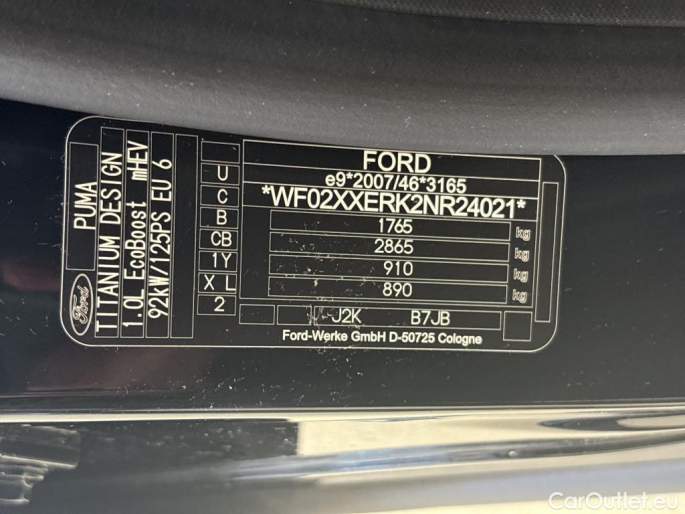 PUMA
TITANIUM DESIGN
1.0L EcoBoost mHEV
92kW/125PS EU 6
Ford
U
C
B
CB
1Y
X L
2
FORD
e9*2007/46*3165
*WF02XXERK2NR24021*
1765 kg
2865 kg
910 kg
890 kg
J2K B7JB
Ford-Werke GmbH D-50725 Cologne
CarOutlet.eu